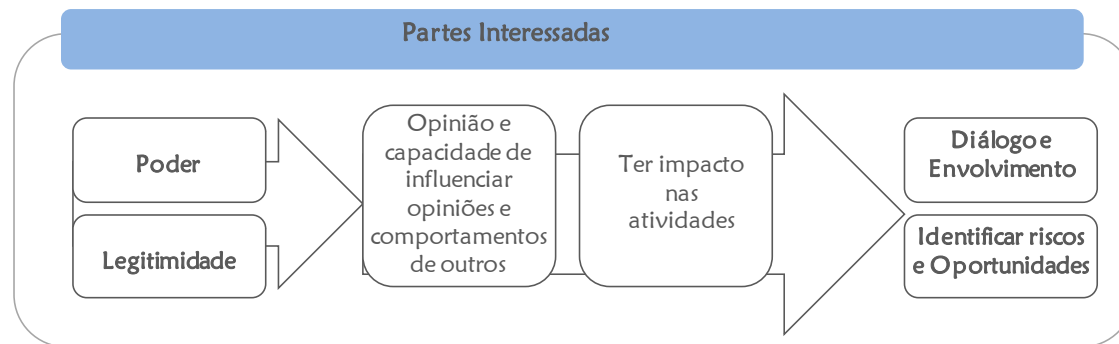 Partes Interessadas
Poder
Legitimidade
Opinião e
capacidade de
influenciar
opiniões e
comportamentos
de outros
Ter impacto
nas
atividades
Diálogo e
Envolvimento
Identificar riscos
e Oportunidades